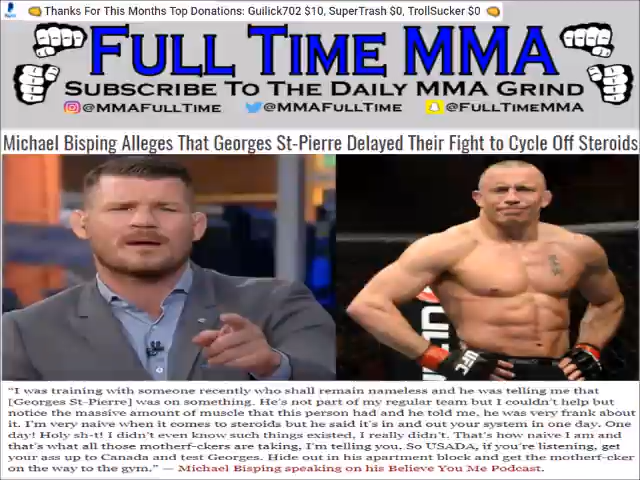 Thanks For This Months Top Donations: Guilick702 $10, SuperTrash $0, TrollSucker $0
FULL TIME MMA
SUBSCRIBE TO THE DAILY MMA GRIND
@MMAFULLTIME @MMAFULLTIME @FULLTIMEMMA
Michael Bisping Alleges That Georges St-Pierre Delayed Their Fight to Cycle Off Steroids
UFC
"I was training with someone recently who shall remain nameless and he was telling me that
[Georges St-Pierre] was on something. He's not part of my regular team but I couldn't help but
notice the massive amount of muscle that this person had and he told me, he was very frank about
it. I'm very naive when it comes to steroids but he said it's in and out your system in one day. One
day! Holy sh-t! I didn't even know such things existed, I really didn't. That's how naive I am and
that's what all those motherf-ckers are taking, I'm telling you. So USADA, if you're listening, get
your ass up to Canada and test Georges. Hide out in his apartment block and get the motherf-cker
on the way to the gym." — Michael Bisping speaking on his Believe You Me Podcast.